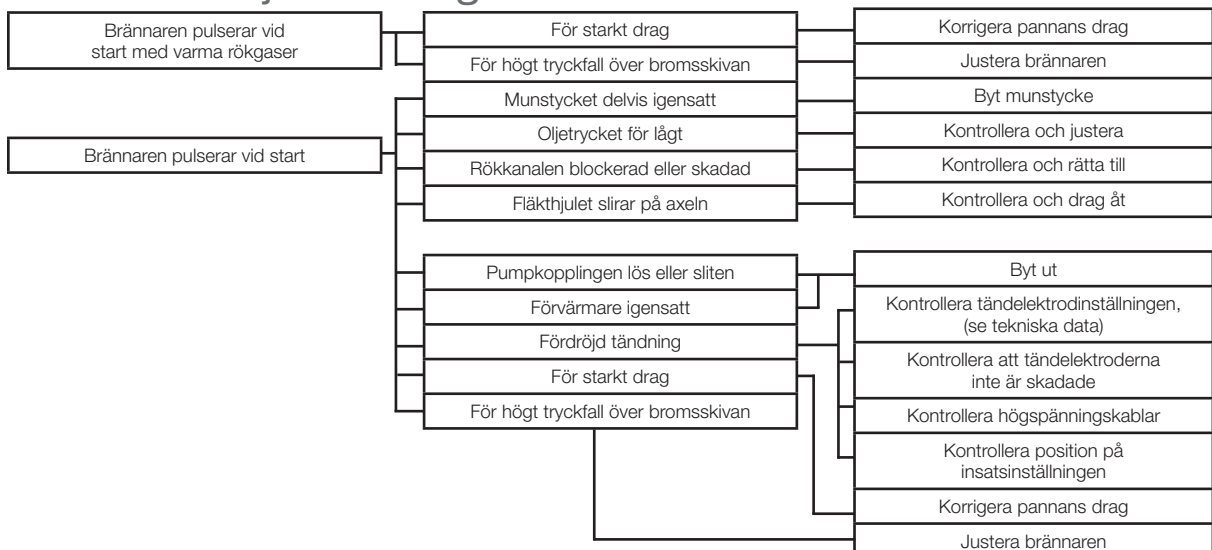 Brännaren pulserar vid
start med varma rökgaser
För starkt drag
Korrigera pannans drag
För högt tryckfall över bromsskivan
Justera brännaren
Munstycket delvis igensatt
Byt munstycke
Oljetrycket för lågt
Kontrollera och justera
Brännaren pulserar vid start
Rökkanalen blockerad eller skadad
Kontrollera och rätta till
Fläkthjulet slirar på axeln
Kontrollera och drag åt
Pumpkopplingen lös eller sliten
Byt ut
Förvärmare igensatt
Kontrollera tändelektrodinställningen,
(se tekniska data)
Fördröjd tändning
Kontrollera att tändelektroderna
inte är skadade
För starkt drag
För högt tryckfall över bromsskivan
Kontrollera högspänningskablar
Kontrollera position på
insatsinställningen
Korrigera pannans drag
Justera brännaren